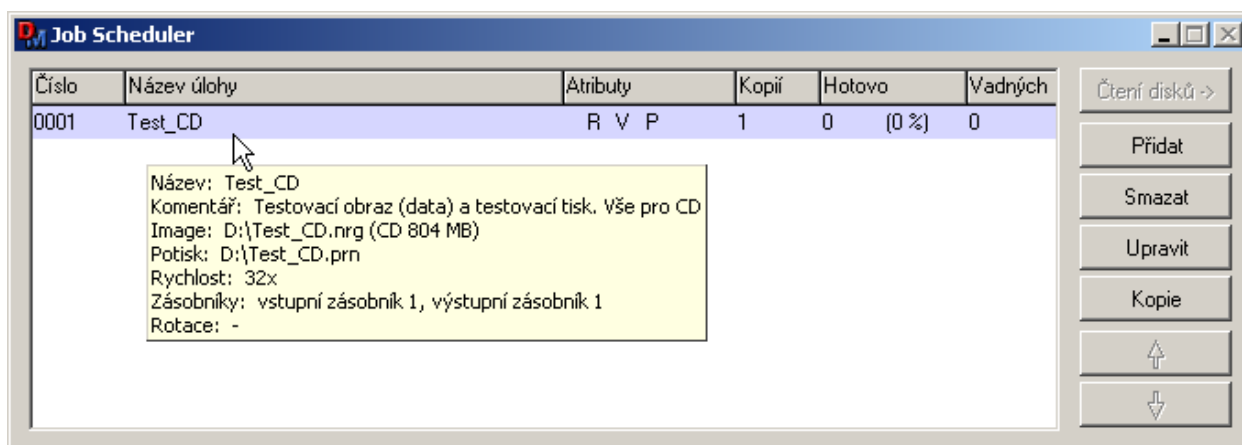 DM Job Scheduler
Číslo Název úlohy Atributy Kopií Hotovo Vadných
0001 Test_CD R V P 1 0 (0 %) 0
Název: Test_CD
Komentář: Testovací obraz (data) a testovací tisk. Vše pro CD
Image: D:\Test_CD.nrg (CD 804 MB)
Potisk: D:\Test_CD.prn
Rychlost: 32x
Zásobníky: vstupní zásobník 1, výstupní zásobník 1
Rotace: -
Čtení disků ->
Přidat
Smazat
Upravit
Kopie